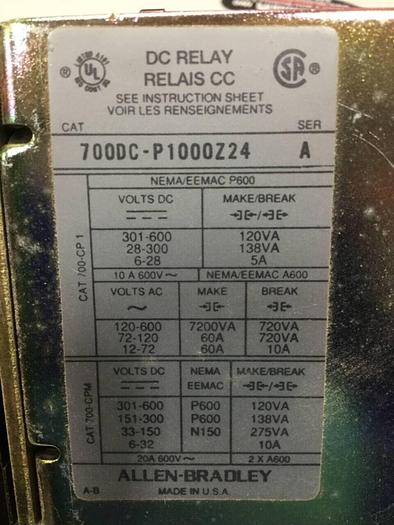 DC RELAY
RELAIS CC
SEE INSTRUCTION SHEET
VOIR LES RENSEIGNEMENTS
UL
®
SA
®
CAT SER
700DC-P1000Z24 A
CAT 700-CP1
NEMA/EEMAC P600
VOLTS DC MAKE/BREAK
301-600 120VA
28-300 138VA
6-28 5A
10 A 600V~ NEMA/EEMAC A600
VOLTS AC MAKE BREAK
~
120-600 7200VA 720VA
72-120 60A 720VA
12-72 60A 10A
CAT 700-CPM
VOLTS DC NEMA MAKE/BREAK
EEMAC
301-600 P600 120VA
151-300 P600 138VA
33-150 N150 275VA
6-32 10A
20A 600V~ 2 X A600
ALLEN-BRADLEY
A-B MADE IN U.S.A.